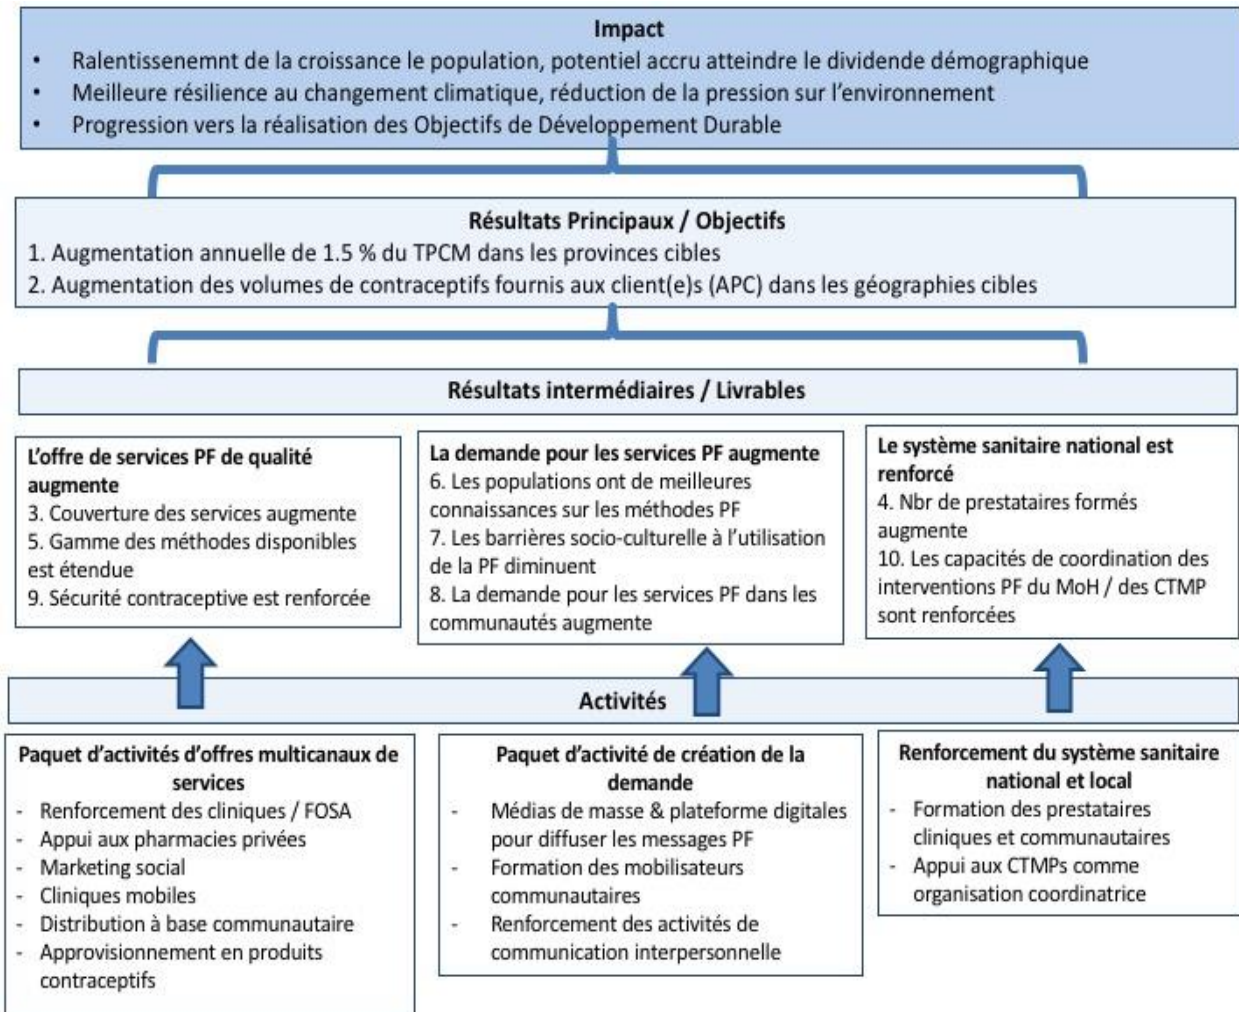 Impact
• Ralentissenemnt de la croissance le population, potentiel accru atteindre le dividende démographique
• Meilleure résilience au changement climatique, réduction de la pression sur l'environnement
• Progression vers la réalisation des Objectifs de Développement Durable
Résultats Principaux / Objectifs
1. Augmentation annuelle de 1.5 % du TPCM dans les provinces cibles
2. Augmentation des volumes de contraceptifs fournis aux client(e)s (APC) dans les géographies cibles
Résultats intermédiaires / Livrables
L'offre de services PF de qualité
augmente
3. Couverture des services augmente
5. Gamme des méthodes disponibles
est étendue
9. Sécurité contraceptive est renforcée
La demande pour les services PF augmente
6. Les populations ont de meilleures
connaissances sur les méthodes PF
7. Les barrières socio-culturelle à l'utilisation
de la PF diminuent
8. La demande pour les services PF dans les
communautés augmente
Le système sanitaire national est
renforcé
4. Nbr de prestataires formés
augmente
10. Les capacités de coordination des
interventions PF du MoH / des CTMP
sont renforcées
Activités
Paquet d'activités d'offres multicanaux de
services
- Renforcement des cliniques / FOSA
- Appui aux pharmacies privées
- Marketing social
- Cliniques mobiles
- Distribution à base communautaire
- Approvisionnement en produits
contraceptifs
Paquet d'activité de création de la
demande
- Médias de masse & plateforme digitales
pour diffuser les messages PF
- Formation des mobilisateurs
communautaires
- Renforcement des activités de
communication interpersonnelle
Renforcement du système sanitaire
national et local
- Formation des prestataires
cliniques et communautaires
- Appui aux CTMPs comme
organisation coordinatrice